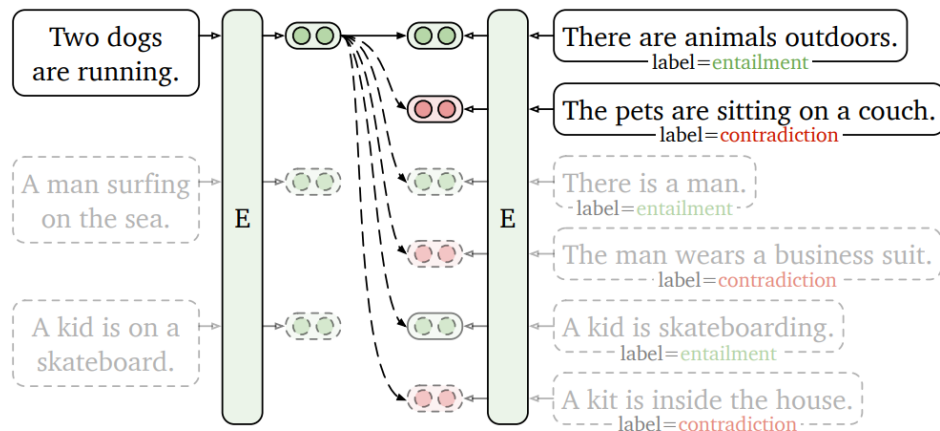 Two dogs
are running.
There are animals outdoors.
label=entailment
The pets are sitting on a couch.
label=contradiction
A man surfing
on the sea.
There is a man.
label=entailment
E
E
The man wears a business suit.
label=contradiction
A kid is on a
skateboard.
A kid is skateboarding.
label=entailment
A kit is inside the house.
label=contradiction